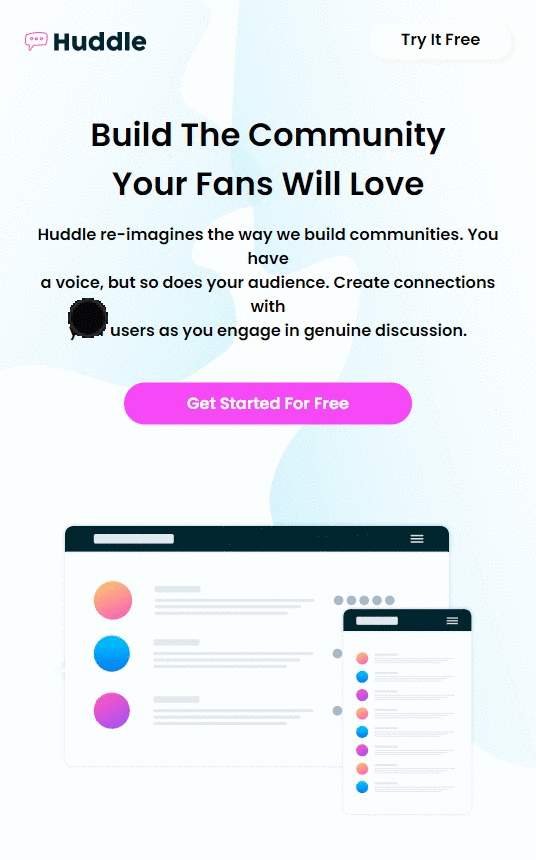 Huddle
Try It Free
Build The Community
Your Fans Will Love
Huddle re-imagines the way we build communities. You
have
a voice, but so does your audience. Create connections
with
users as you engage in genuine discussion.
Get Started For Free